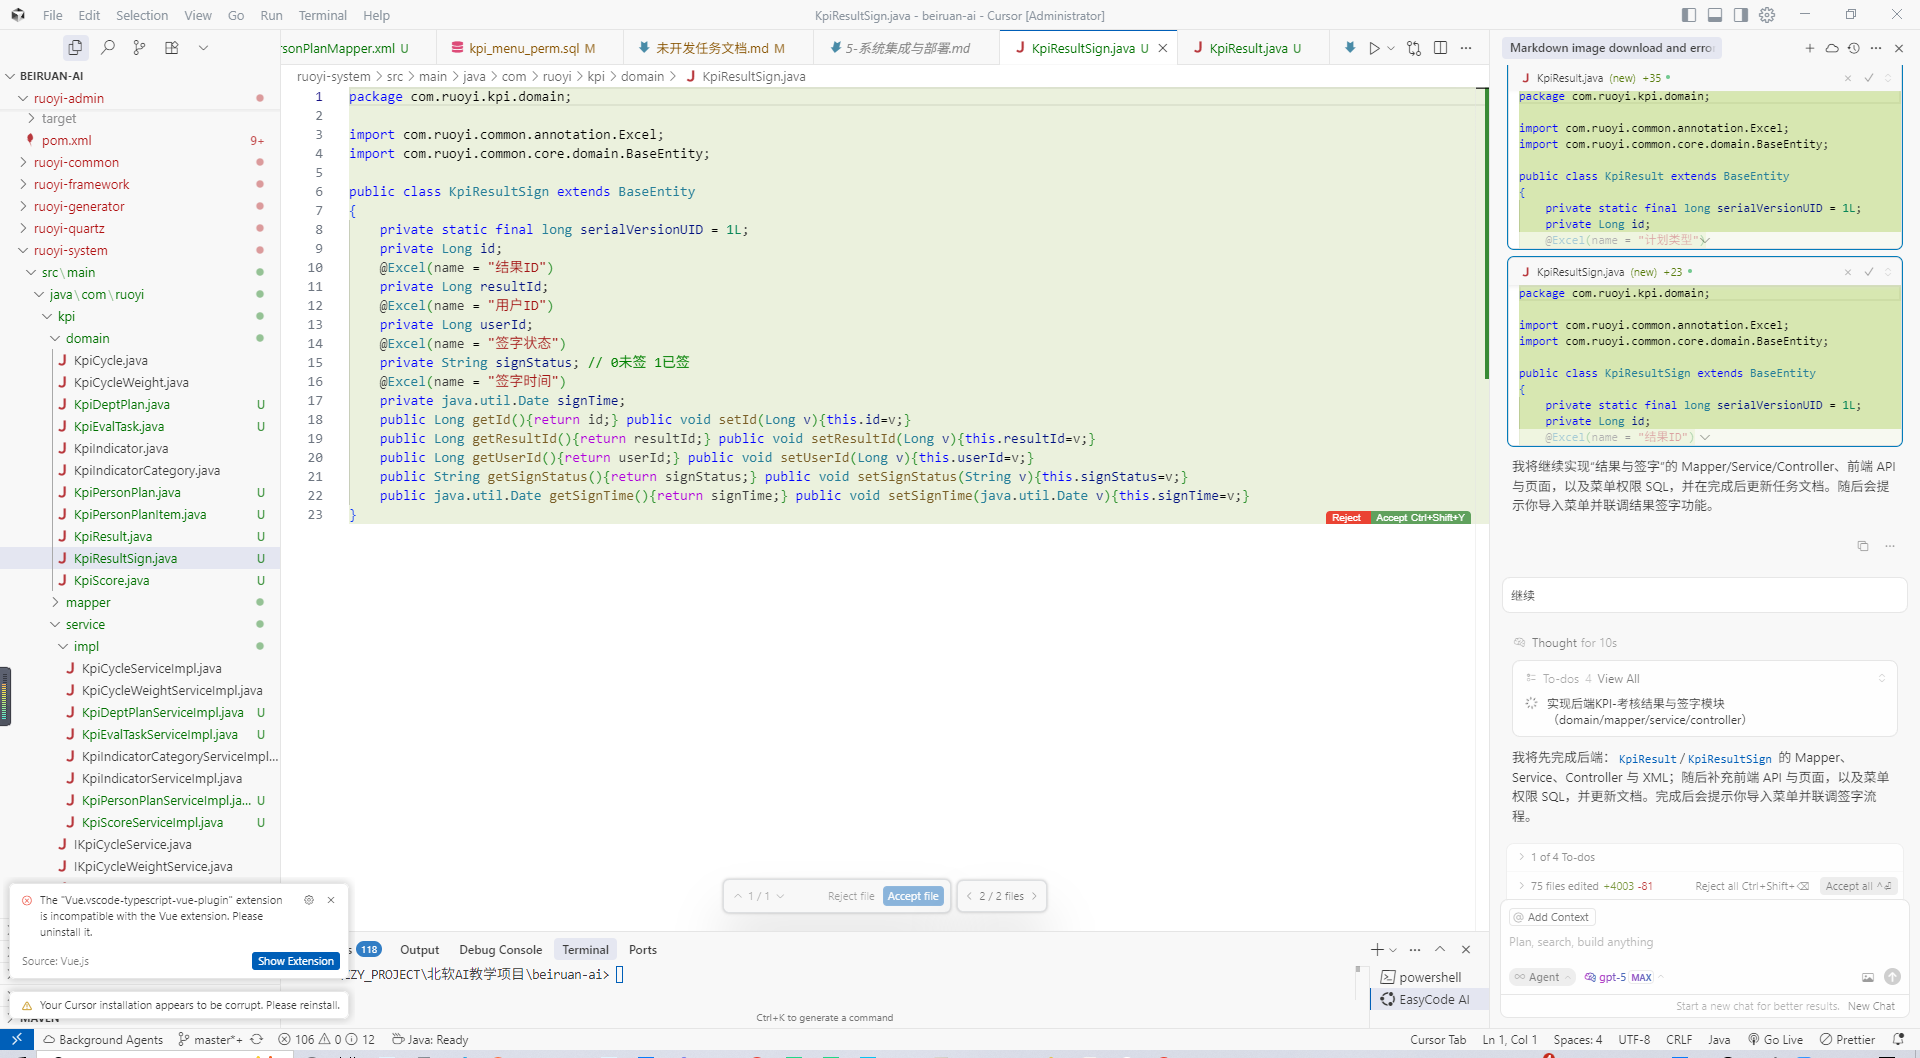 File Edit Selection View Go Run Terminal Help
KpiResultSign.java - beiruan-ai - Cursor [Administrator]
BEIRUAN-AI
ruoyi-admin
target
pom.xml 9+
ruoyi-common
ruoyi-framework
ruoyi-generator
ruoyi-quartz
ruoyi-system
src\main
java\com\ruoyi
kpi
domain
KpiCycle.java
KpiCycleWeight.java
KpiDeptPlan.java U
KpiEvalTask.java U
KpiIndicator.java
KpiIndicatorCategory.java
KpiPersonPlan.java U
KpiPersonPlanItem.java U
KpiResult.java U
KpiResultSign.java U
KpiScore.java U
mapper
service
impl
KpiCycleServiceImpl.java
KpiCycleWeightServiceImpl.java
KpiDeptPlanServiceImpl.java U
KpiEvalTaskServiceImpl.java U
KpiIndicatorCategoryServiceImpl...
KpiIndicatorServiceImpl.java
KpiPersonPlanServiceImpl.ja... U
KpiScoreServiceImpl.java U
IKpiCycleService.java
IKpiCycleWeightService.java
The "Vue.vscode-typescript-vue-plugin" extension
is incompatible with the Vue extension. Please
uninstall it.
Source: Vue.js
Show Extension
Your Cursor installation appears to be corrupt. Please reinstall.
MAVEN
sonPlanMapper.xml U
kpi_menu_perm.sql M
未开发任务文档.md M
5-系统集成与部署.md
KpiResultSign.java U
KpiResult.java U
ruoyi-system > src > main > java > com > ruoyi > kpi > domain > KpiResultSign.java
1 package com.ruoyi.kpi.domain;
2
3 import com.ruoyi.common.annotation.Excel;
4 import com.ruoyi.common.core.domain.BaseEntity;
5
6 public class KpiResultSign extends BaseEntity
7 {
8 private static final long serialVersionUID = 1L;
9 private Long id;
10 @Excel(name = "结果ID")
11 private Long resultId;
12 @Excel(name = "用户ID")
13 private Long userId;
14 @Excel(name = "签字状态")
15 private String signStatus; // 0未签 1已签
16 @Excel(name = "签字时间")
17 private java.util.Date signTime;
18 public Long getId(){return id;} public void setId(Long v){this.id=v;}
19 public Long getResultId(){return resultId;} public void setResultId(Long v){this.resultId=v;}
20 public Long getUserId(){return userId;} public void setUserId(Long v){this.userId=v;}
21 public String getSignStatus(){return signStatus;} public void setSignStatus(String v){this.signStatus=v;}
22 public java.util.Date getSignTime(){return signTime;} public void setSignTime(java.util.Date v){this.signTime=v;}
23 }
Reject Accept Ctrl+Shift+Y
1 / 1 Reject file Accept file
2 / 2 files
118 Output Debug Console Terminal Ports
ZY_PROJECT\北软AI教学项目\beiruan-ai>
Ctrl+K to generate a command
powershell
EasyCode AI
Markdown image download and erro
KpiResult.java (new) +35
package com.ruoyi.kpi.domain;
import com.ruoyi.common.annotation.Excel;
import com.ruoyi.common.core.domain.BaseEntity;
public class KpiResult extends BaseEntity
{
private static final long serialVersionUID = 1L;
private Long id;
@Excel(name = "计划类型")
KpiResultSign.java (new) +23
package com.ruoyi.kpi.domain;
import com.ruoyi.common.annotation.Excel;
import com.ruoyi.common.core.domain.BaseEntity;
public class KpiResultSign extends BaseEntity
{
private static final long serialVersionUID = 1L;
private Long id;
@Excel(name = "结果ID")
我将继续实现“结果与签字”的 Mapper/Service/Controller、前端 API
与页面，以及菜单权限 SQL，并在完成后更新任务文档。随后会提
示你导入菜单并联调结果签字功能。
继续
Thought for 10s
To-dos 4 View All
实现后端KPI-考核结果与签字模块
（domain/mapper/service/controller）
我将先完成后端： KpiResult/KpiResultSign 的 Mapper、
Service、Controller 与 XML；随后补充前端 API 与页面，以及菜单
权限 SQL，并更新文档。完成后会提示你导入菜单并联调签字流
程。
1 of 4 To-dos
75 files edited +4003 -81 Reject all Ctrl+Shift+⌫ Accept all ^⏎
@ Add Context
Plan, search, build anything
∞ Agent gpt-5 MAX
Start a new chat for better results. New Chat
Background Agents master*+ 106 0 12 Java: Ready
Cursor Tab Ln 1, Col 1 Spaces: 4 UTF-8 CRLF Java Go Live Prettier